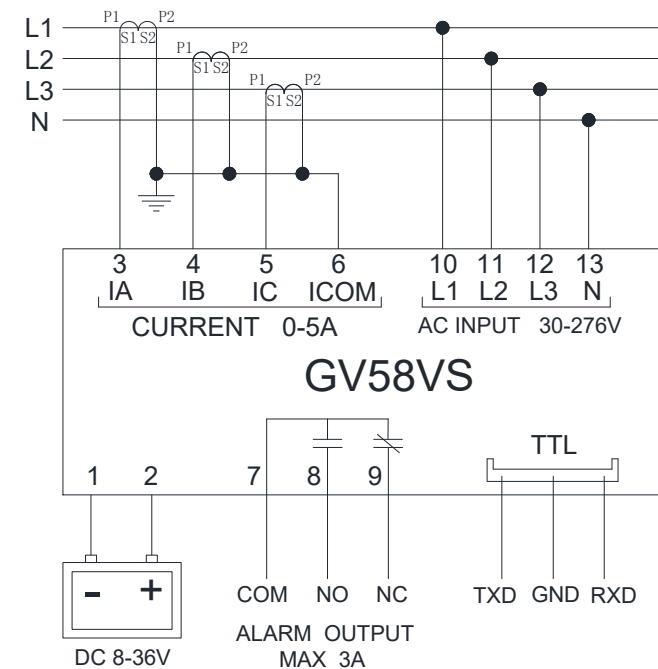 L1 P1 P2
S1 S2
L2 P1 P2
S1 S2
L3 P1 P2
S1 S2
N
3 4 5 6 10 11 12 13
IA IB IC ICOM L1 L2 L3 N
CURRENT 0-5A AC INPUT 30-276V
GV58VS
TTL
1 2 7 8 9
- +
COM NO NC TXD GND RXD
ALARM OUTPUT
DC 8-36V MAX 3A